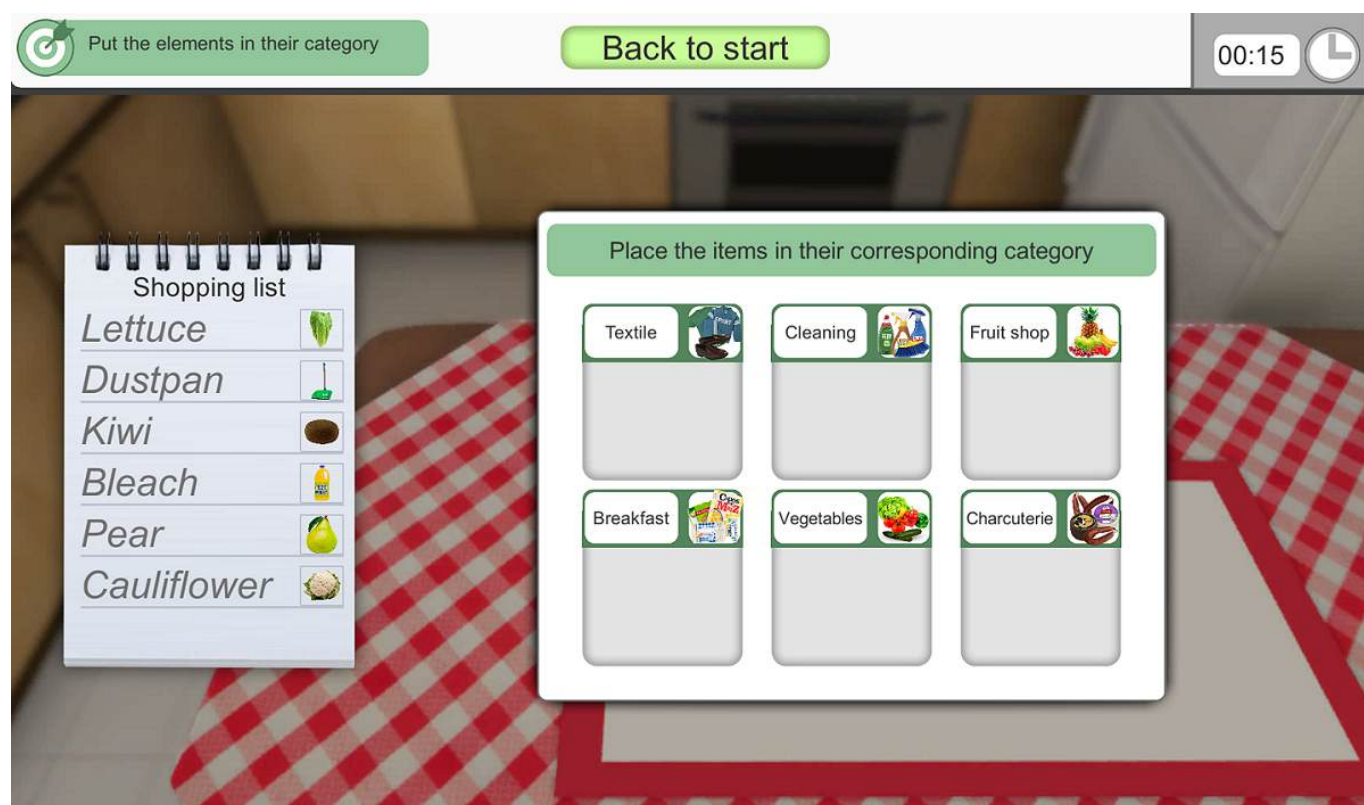 Put the elements in their category
Back to start
00:15
Shopping list
Lettuce
Dustpan
Kiwi
Bleach
Pear
Cauliflower
Place the items in their corresponding category
Textile
Cleaning
Fruit shop
Breakfast
Vegetables
Charcuterie